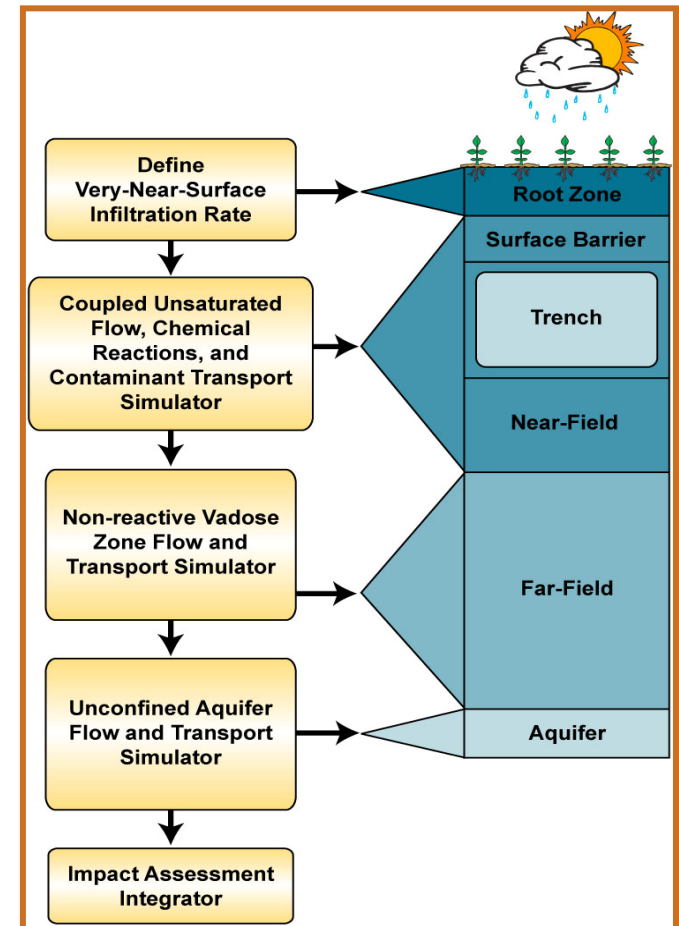 Define
Very-Near-Surface
Infiltration Rate
Root Zone
Surface Barrier
Coupled Unsaturated
Flow, Chemical
Reactions, and
Contaminant Transport
Simulator
Trench
Near-Field
Non-reactive Vadose
Zone Flow and
Transport Simulator
Far-Field
Unconfined Aquifer
Flow and Transport
Simulator
Aquifer
Impact Assessment
Integrator